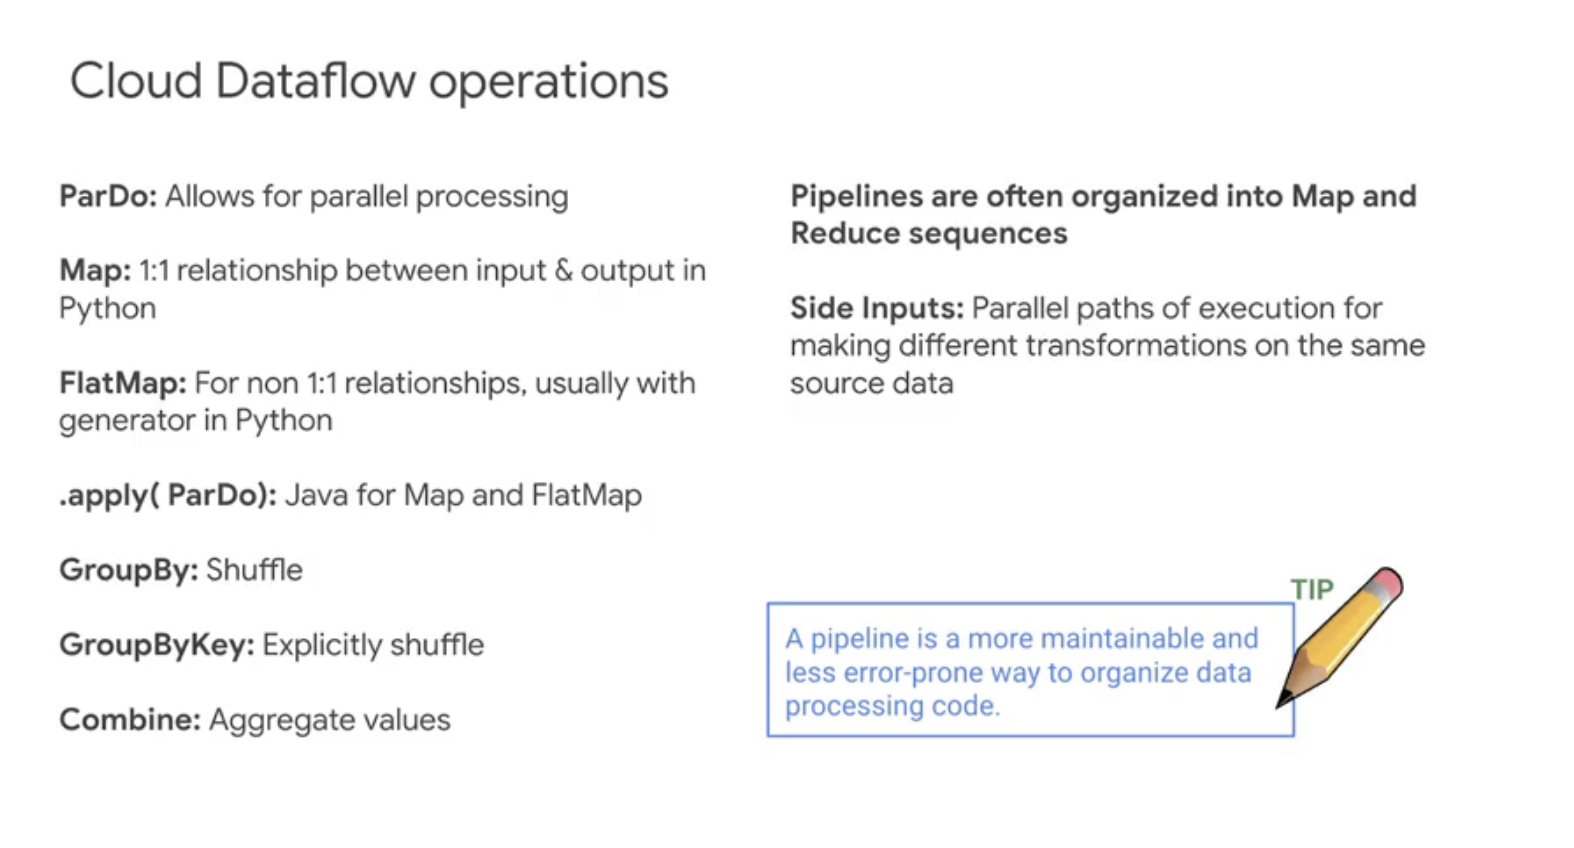 Cloud Dataflow operations
ParDo: Allows for parallel processing
Map: 1:1 relationship between input & output in
Python
FlatMap: For non 1:1 relationships, usually with
generator in Python
.apply( ParDo): Java for Map and FlatMap
GroupBy: Shuffle
GroupByKey: Explicitly shuffle
Combine: Aggregate values
Pipelines are often organized into Map and
Reduce sequences
Side Inputs: Parallel paths of execution for
making different transformations on the same
source data
TIP
A pipeline is a more maintainable and
less error-prone way to organize data
processing code.